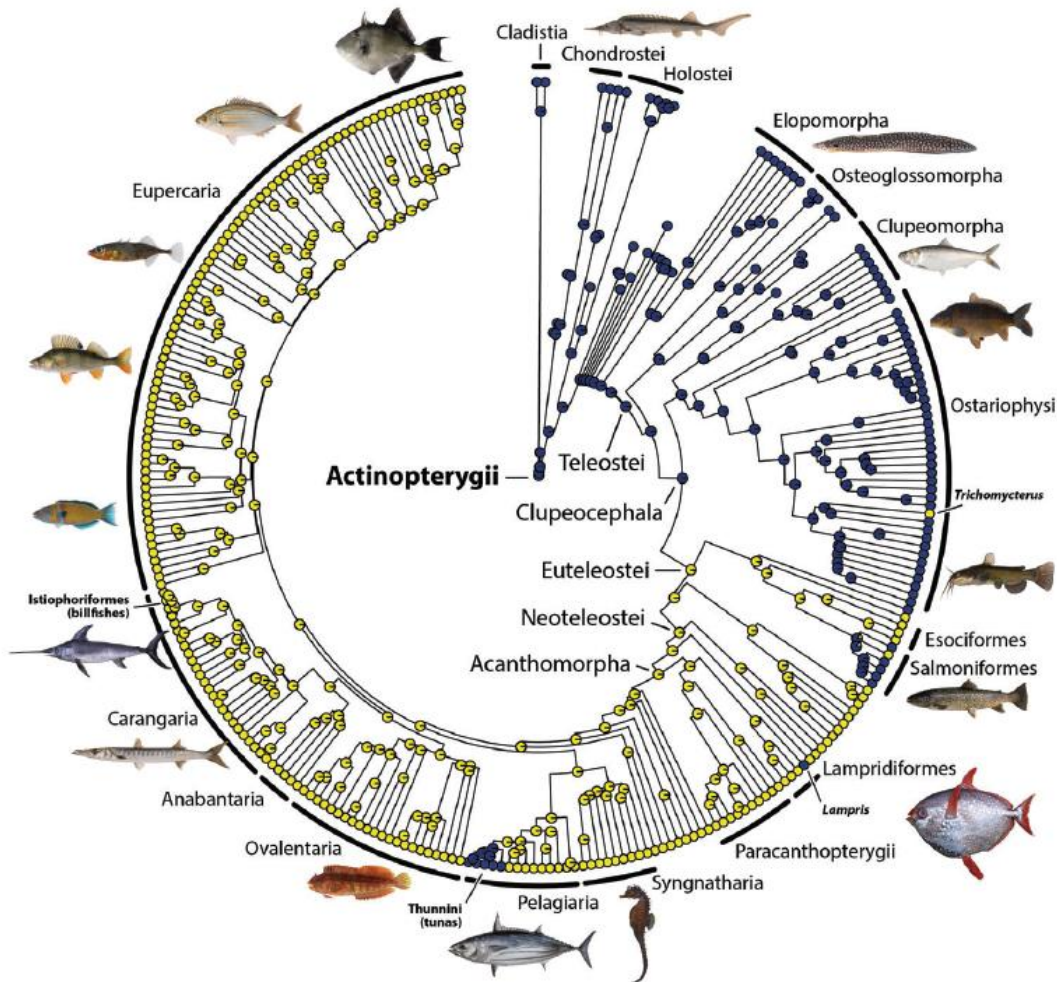 Cladistia
Chondrostei
Holostei
Elopomorpha
Osteoglossomorpha
Clupeomorpha
Eupercaria
Ostariophysi
Teleostei
Actinopterygii
Trichomycterus
Clupeocephala
Euteleostei
Istiophoriformes
(billfishes)
Neoteleostei
Esociformes
Acanthomorpha
Salmoniformes
Carangaria
Lampridiformes
Anabantaria
Lampris
Ovalentaria
Paracanthopterygii
Syngnatharia
Thunnini
(tunas)
Pelagiaria